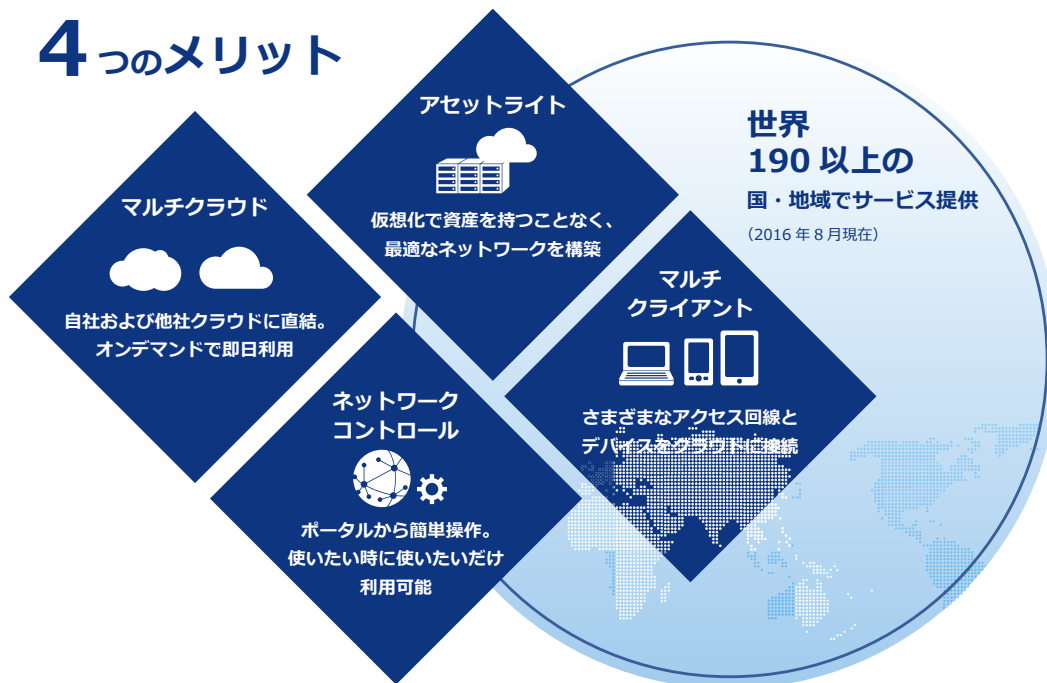 4つのメリット
アセットライト
仮想化で資産を持つことなく、
最適なネットワークを構築
マルチクラウド
自社および他社クラウドに直結。
オンデマンドで即日利用
世界
190 以上の
国・地域でサービス提供
（2016 年 8 月現在）
マルチ
クライアント
さまざまなアクセス回線と
デバイスをクラウドに接続
ネットワーク
コントロール
ポータルから簡単操作。
使いたい時に使いたいだけ
利用可能